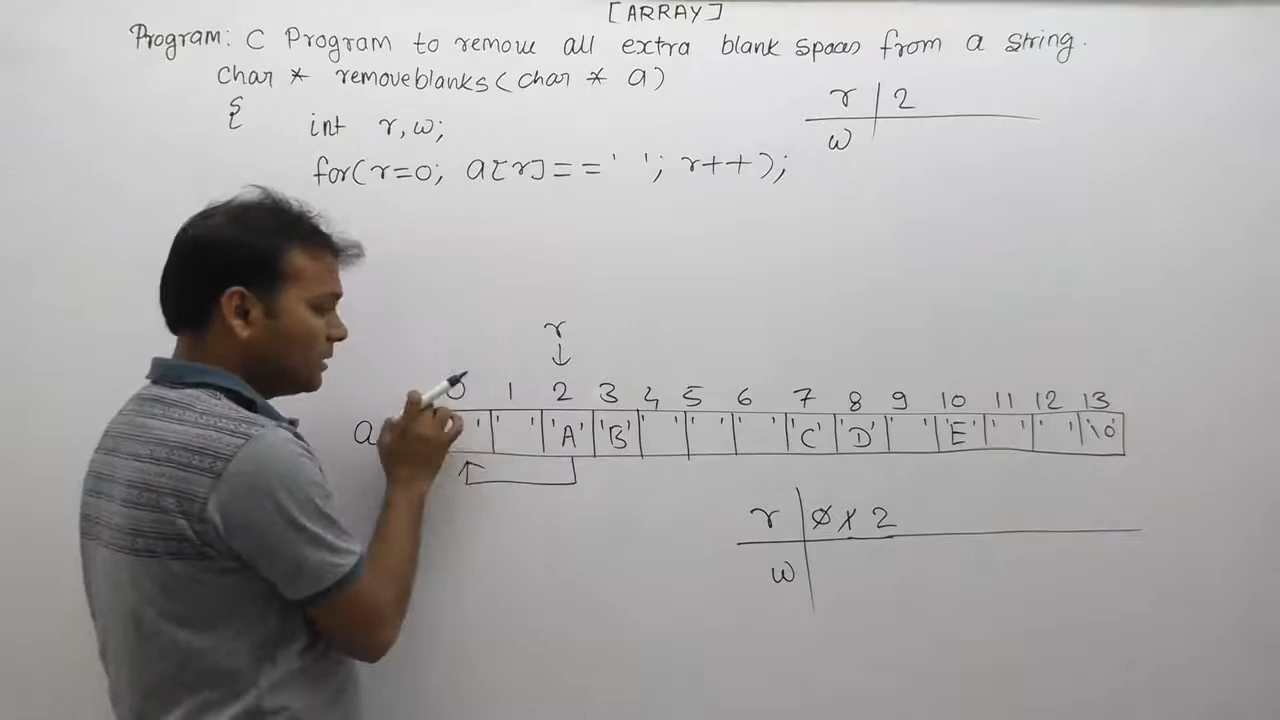 [ARRAY]
Program: C Program to remove all extra blank spaces from a string.
Char * removeblanks(char * a)
{
int r, w;
for(r=0; a[r]==' '; r++);
r 2
w
r
↓
0 1 2 3 4 5 6 7 8 9 10 11 12 13
a ' ' 'A' 'B' ' ' ' ' ' ' 'C' 'D' ' ' 'E' ' ' ' ' '\0'
r 0 1 2
w